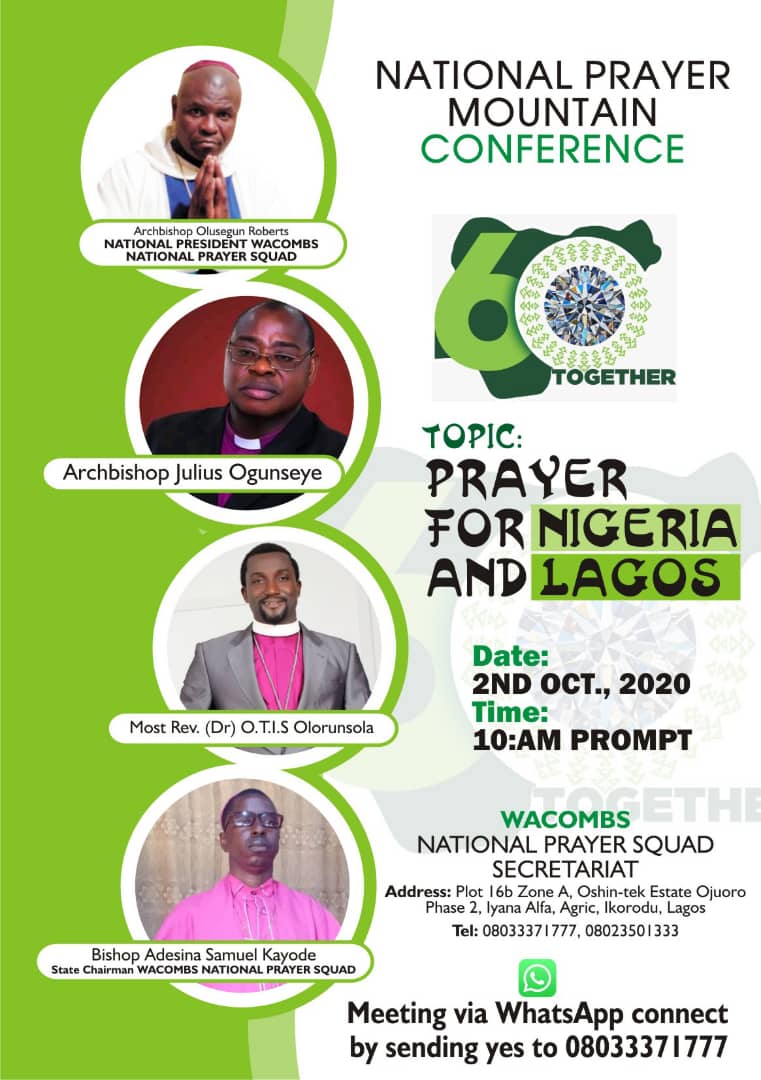 NATIONAL PRAYER
MOUNTAIN
CONFERENCE
Archbishop Olusegun Roberts
NATIONAL PRESIDENT WACOMBS
NATIONAL PRAYER SQUAD
60
TOGETHER
Archbishop Julius Ogunseye
TOPIC:
PRAYER
FOR NIGERIA
AND LAGOS
Most Rev. (Dr) O.T.I.S Olorunsola
Date:
2ND OCT., 2020
Time:
10:AM PROMPT
60
TOGETHE
WACOMBS
NATIONAL PRAYER SQUAD
SECRETARIAT
Address: Plot 16b Zone A, Oshin-tek Estate Ojuoro
Phase 2, Iyana Alfa, Agric, Ikorodu, Lagos
Tel: 08033371777, 08023501333
Bishop Adesina Samuel Kayode
State Chairman WACOMBS NATIONAL PRAYER SQUAD
Meeting via WhatsApp connect
by sending yes to 08033371777